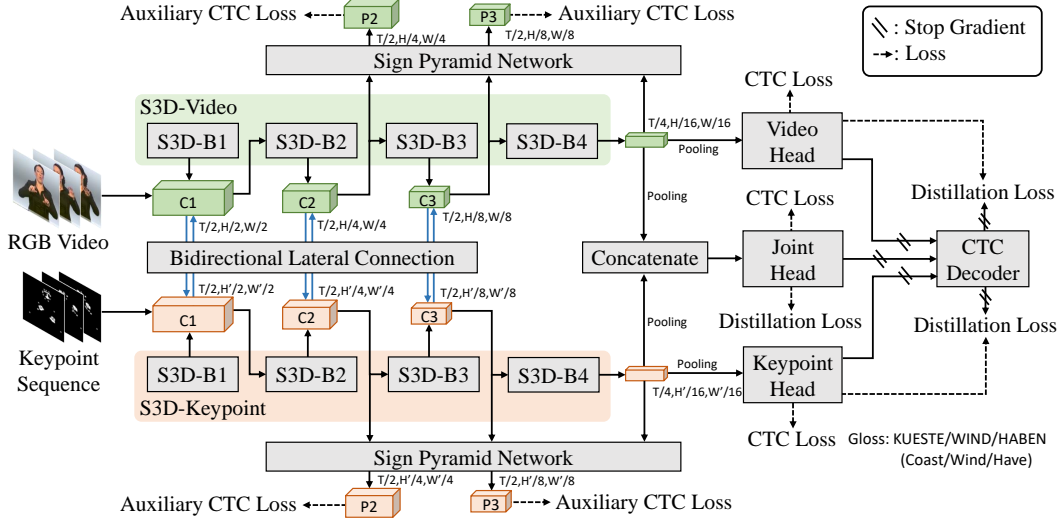 Auxiliary CTC Loss
P2
P3
Auxiliary CTC Loss
T/2,H/4,W/4
T/2,H/8,W/8
Sign Pyramid Network
: Stop Gradient
: Loss
S3D-Video
S3D-B1
S3D-B2
S3D-B3
S3D-B4
T/4,H/16,W/16
Pooling
CTC Loss
Video
Head
RGB Video
C1
C2
C3
T/2,H/2,W/2
T/2,H/4,W/4
T/2,H/8,W/8
Pooling
CTC Loss
Distillation Loss
Bidirectional Lateral Connection
Concatenate
Joint
Head
CTC
Decoder
T/2,H'/2,W'/2
T/2,H'/4,W'/4
T/2,H'/8,W'/8
C1
C2
C3
Pooling
Distillation Loss
Distillation Loss
Keypoint
Sequence
S3D-B1
S3D-B2
S3D-B3
S3D-B4
Pooling
T/4,H'/16,W'/16
Keypoint
Head
S3D-Keypoint
CTC Loss
Gloss: KUESTE/WIND/HABEN
(Coast/Wind/Have)
Sign Pyramid Network
T/2,H'/4,W'/4
T/2,H'/8,W'/8
Auxiliary CTC Loss
P2
P3
Auxiliary CTC Loss